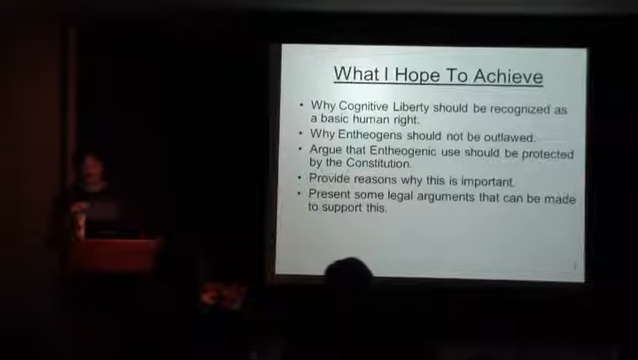 What I Hope To Achieve
• Why Cognitive Liberty should be recognized as
a basic human right.
• Why Entheogens should not be outlawed.
• Argue that Entheogenic use should be protected
by the Constitution.
• Provide reasons why this is important.
• Present some legal arguments that can be made
to support this.